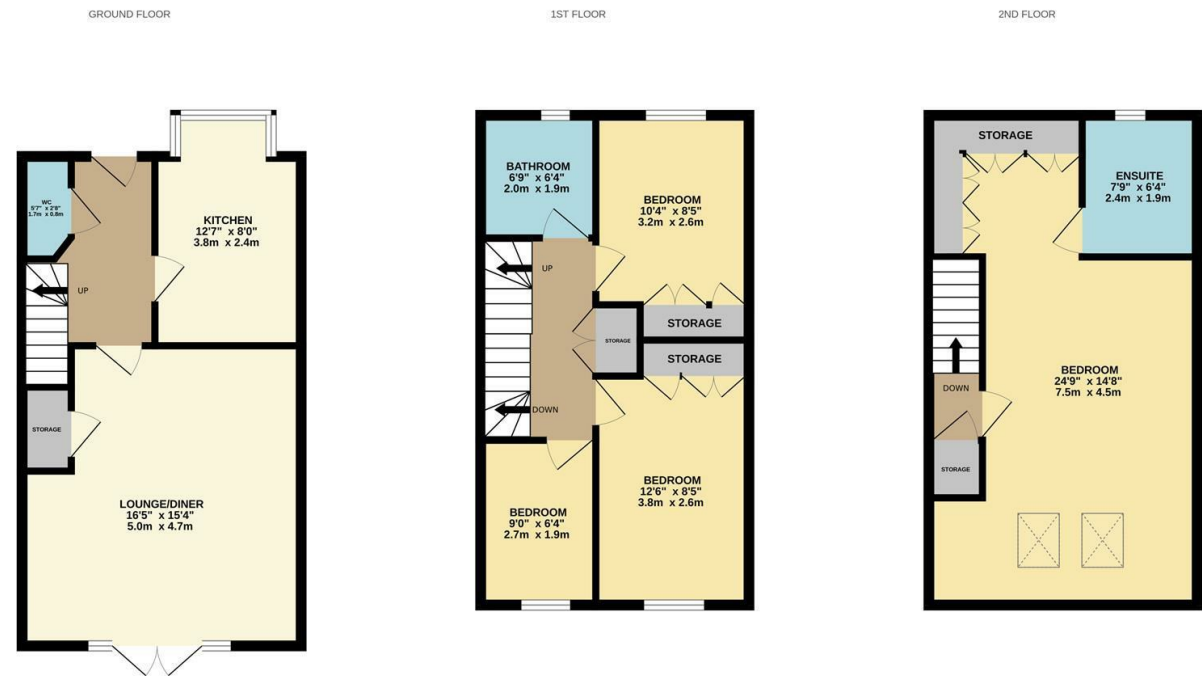 GROUND FLOOR
1ST FLOOR
2ND FLOOR
WC
5'7" x 2'8"
1.7m x 0.8m
KITCHEN
12'7" x 8'0"
3.8m x 2.4m
UP
STORAGE
LOUNGE/DINER
16'5" x 15'4"
5.0m x 4.7m
BATHROOM
6'9" x 6'4"
2.0m x 1.9m
BEDROOM
10'4" x 8'5"
3.2m x 2.6m
UP
STORAGE
STORAGE
STORAGE
DOWN
BEDROOM
12'6" x 8'5"
3.8m x 2.6m
BEDROOM
9'0" x 6'4"
2.7m x 1.9m
STORAGE
ENSUITE
7'9" x 6'4"
2.4m x 1.9m
BEDROOM
24'9" x 14'8"
7.5m x 4.5m
DOWN
STORAGE